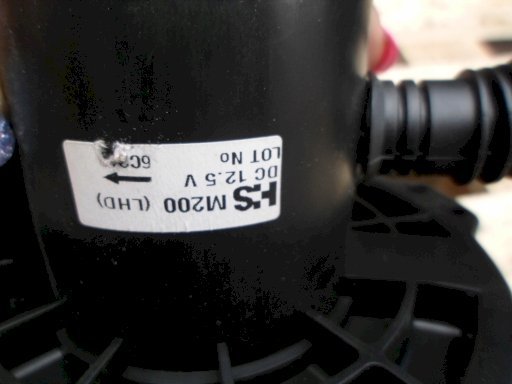 HS M200 (LHD)
DC 12.5 V
LOT No.